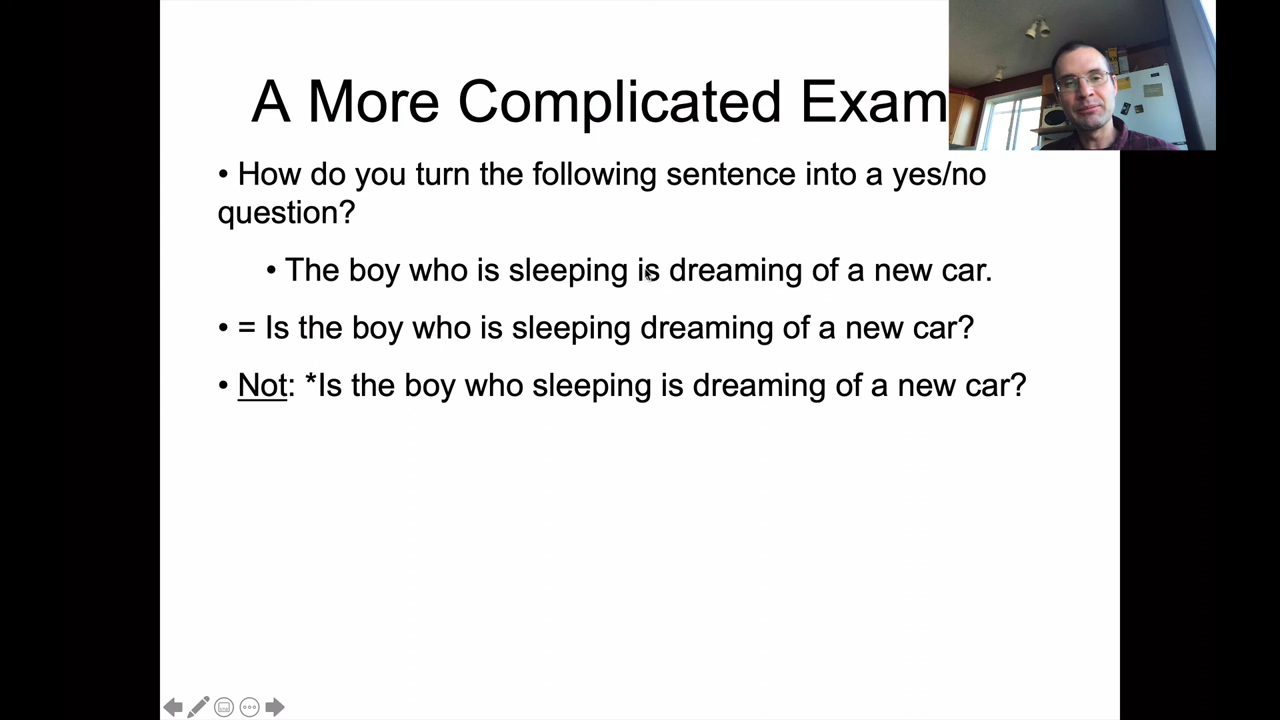 A More Complicated Exam
• How do you turn the following sentence into a yes/no
question?
• The boy who is sleeping is dreaming of a new car.
• = Is the boy who is sleeping dreaming of a new car?
• Not: *Is the boy who sleeping is dreaming of a new car?